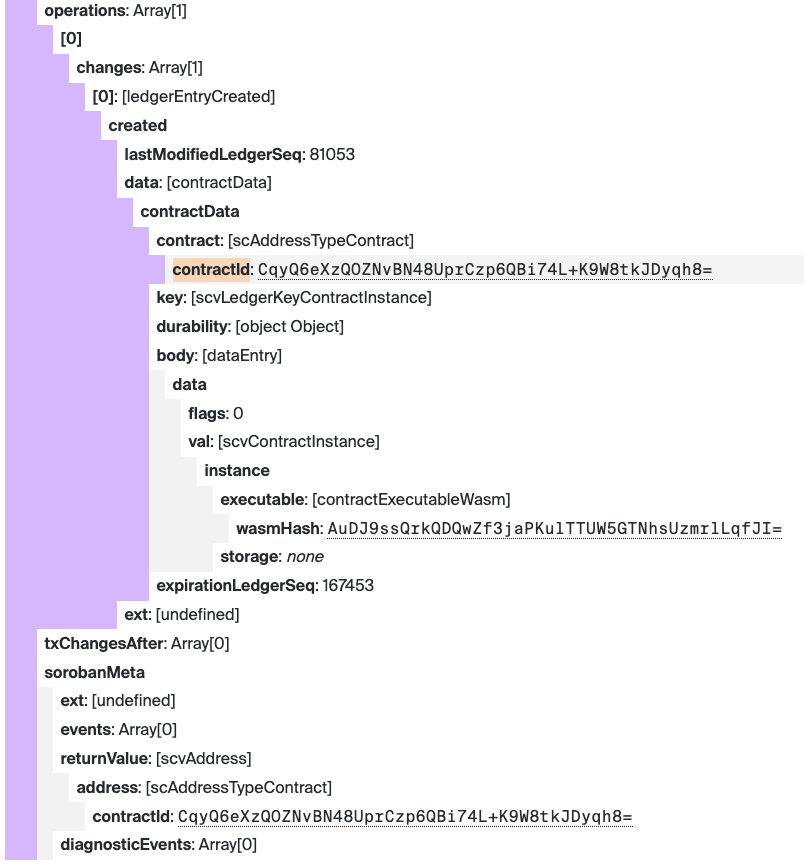 operations: Array[1]
[0]
changes: Array[1]
[0]: [ledgerEntryCreated]
created
lastModifiedLedgerSeq: 81053
data: [contractData]
contractData
contract: [scAddressTypeContract]
contractId: CqyQ6eXzQOZNvBN48UprCzp6QBi74L+K9W8tkJDyqh8=
key: [scvLedgerKeyContractInstance]
durability: [object Object]
body: [dataEntry]
data
flags: 0
val: [scvContractInstance]
instance
executable: [contractExecutableWasm]
wasmHash: AuDJ9ssQrkQDQwZf3jaPKulTTUW5GTNhsUzmrlLqfJI=
storage: none
expirationLedgerSeq: 167453
ext: [undefined]
txChangesAfter: Array[0]
sorobanMeta
ext: [undefined]
events: Array[0]
returnValue: [scvAddress]
address: [scAddressTypeContract]
contractId: CqyQ6eXzQOZNvBN48UprCzp6QBi74L+K9W8tkJDyqh8=
diagnosticEvents: Array[0]